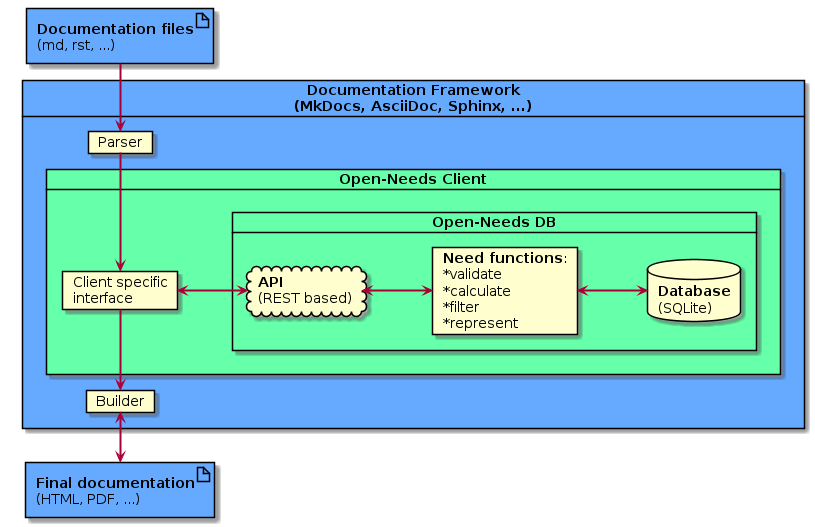 Documentation files
(md, rst, ...)
Documentation Framework
(MkDocs, AsciiDoc, Sphinx, ...)
Parser
Open-Needs Client
Open-Needs DB
Client specific
interface
API
(REST based)
Need functions:
*validate
*calculate
*filter
*represent
Database
(SQLite)
Builder
Final documentation
(HTML, PDF, ...)